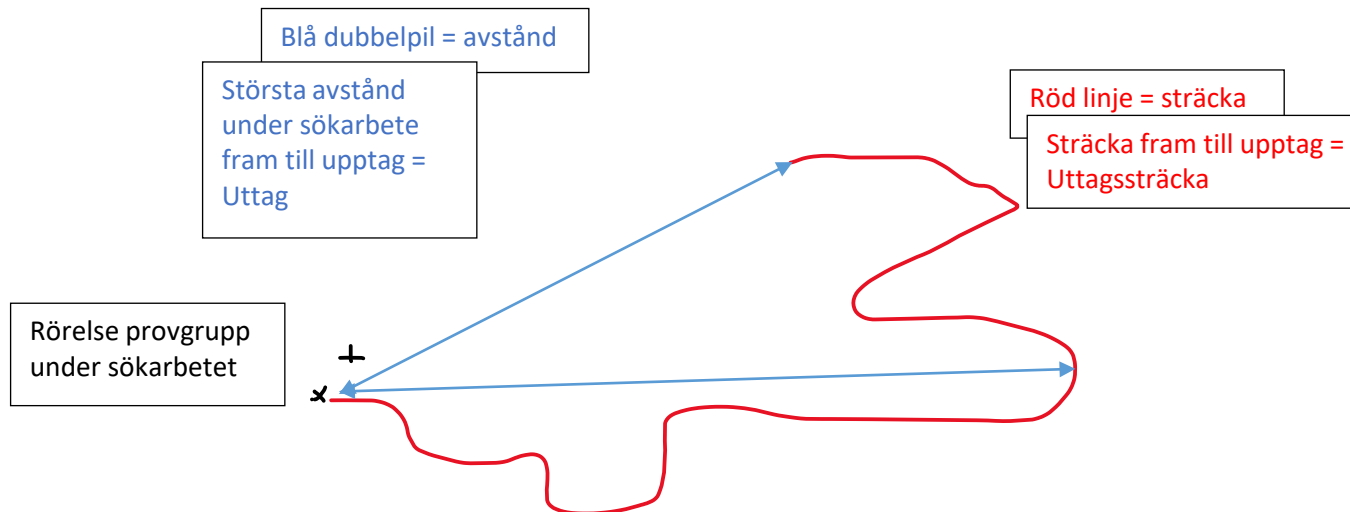 Blå dubbelpil = avstånd
Största avstånd
under sökarbete
fram till upptag =
Uttag
Röd linje = sträcka
Sträcka fram till upptag =
Uttagssträcka
Rörelse provgrupp
under sökarbetet